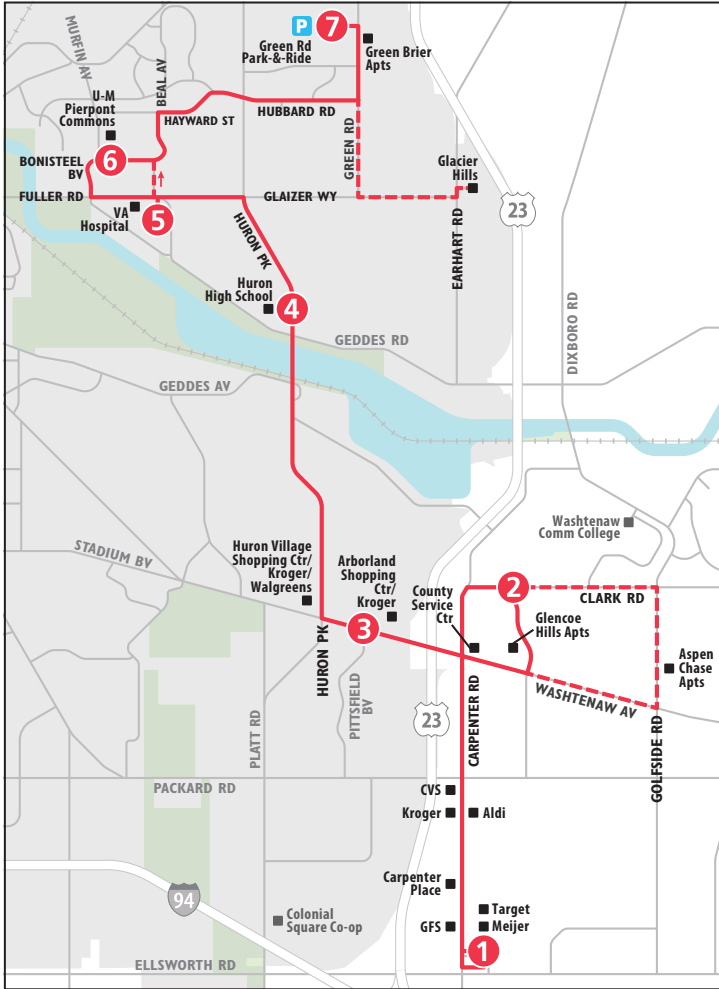 MURFIN AV
BEAL AV
P
7
Green Rd
Park-&-Ride
Green Brier
Apts
U-M
Pierpont
Commons
HAYWARD ST
HUBBARD RD
GREEN RD
6
BONISTEEL
BV
Glacier
Hills
FULLER RD
GLAIZER WY
23
VA
Hospital
5
HURON PK
EARHART RD
Huron
High School
4
GEDDES RD
DIXBORO RD
GEDDES AV
Washtenaw
Comm College
STADIUM BV
Huron Village
Shopping Ctr/
Kroger/
Walgreens
Arborland
Shopping
Ctr/
Kroger
County
Service
Ctr
2
CLARK RD
Glencoe
Hills Apts
3
HURON PK
Aspen
Chase
Apts
PITTSFIELD
BV
CARPENTER RD
WASHTENAW AV
23
PLATT RD
GOLFSIDE RD
PACKARD RD
CVS
Kroger
Aldi
Carpenter
Place
94
Colonial
Square Co-op
Target
GFS
Meijer
1
ELLSWORTH RD